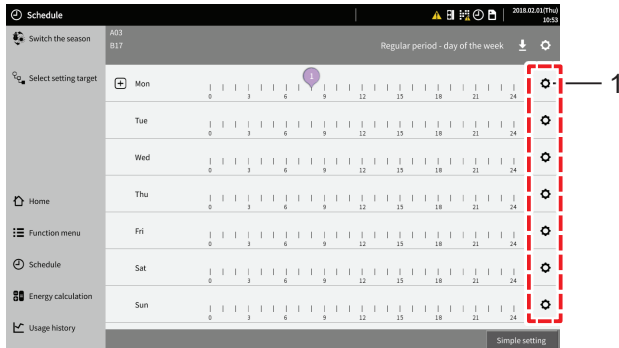 Schedule
2018.02.01(Thu)
10:53
Switch the season
Select setting target
Home
Function menu
Schedule
Energy calculation
Usage history
A03
B17
Regular period - day of the week
Mon
1
0 3 6 9 12 15 18 21 24
Tue
0 3 6 9 12 15 18 21 24
Wed
0 3 6 9 12 15 18 21 24
Thu
0 3 6 9 12 15 18 21 24
Fri
0 3 6 9 12 15 18 21 24
Sat
0 3 6 9 12 15 18 21 24
Sun
0 3 6 9 12 15 18 21 24
Simple setting
1